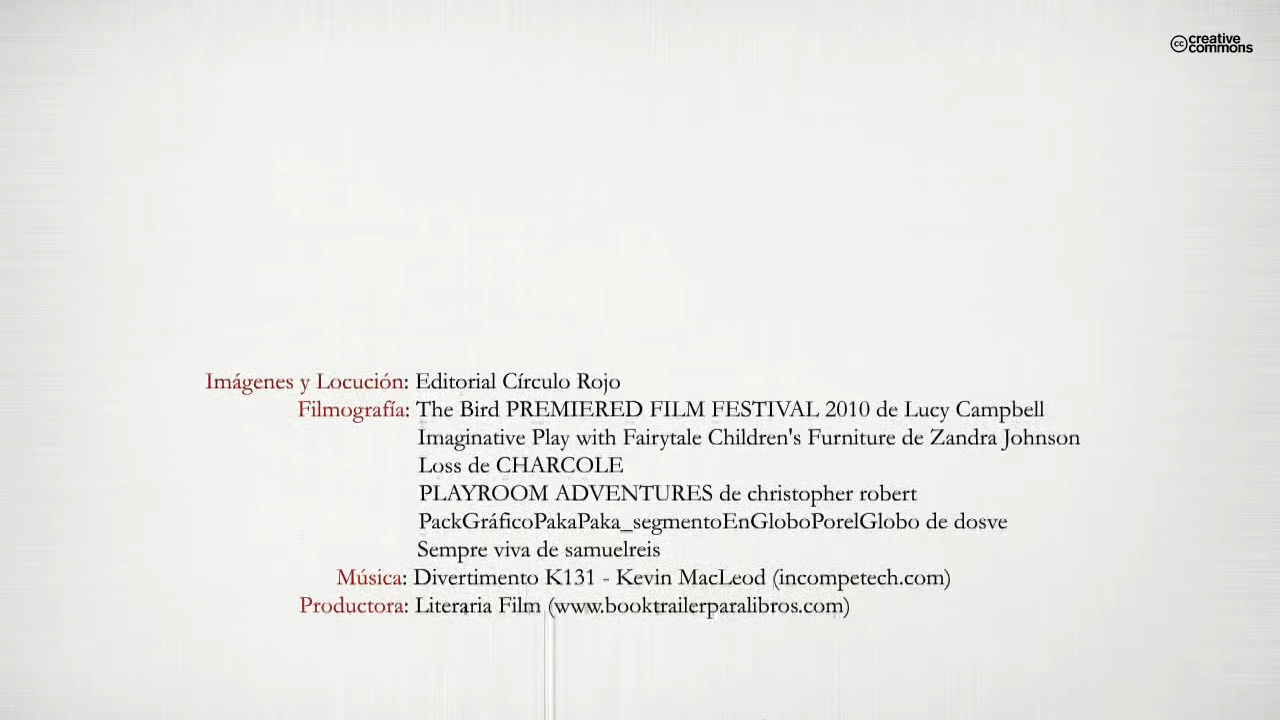 creative
commons
Imágenes y Locución: Editorial Círculo Rojo
Filmografía: The Bird PREMIERED FILM FESTIVAL 2010 de Lucy Campbell
Imaginative Play with Fairytale Children's Furniture de Zandra Johnson
Loss de CHARCOLE
PLAYROOM ADVENTURES de christopher robert
PackGráficoPakaPaka_segmentoEnGloboPorelGlobo de dosve
Sempre viva de samuelreis
Música: Divertimento K131 - Kevin MacLeod (incompetech.com)
Productora: Literaria Film (www.booktrailerparalibros.com)